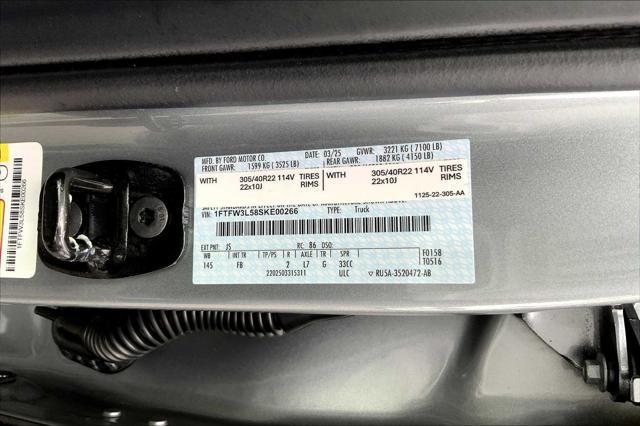 MFD. BY FORD MOTOR CO. DATE: 03/25 GVWR: 3221 KG ( 7100 LB)
FRONT GAWR: 1599 KG ( 3525 LB) REAR GAWR: 1882 KG ( 4150 LB)
WITH 305/40R22 114V TIRES WITH 305/40R22 114V TIRES
22x10J RIMS 22x10J RIMS
1125-22-305-AA
VIN: 1FTFW3L58SKE00266 TYPE: Truck
EXT PNT: JS RC: 86 DSO:
WB INT TR TP/PS R AXLE TR SPR
145 FB 2 L7 G 33CC
F0158
T0516
2202503315311 ULC RU5A-3520472-AB
1FTFW3L58SKE00266